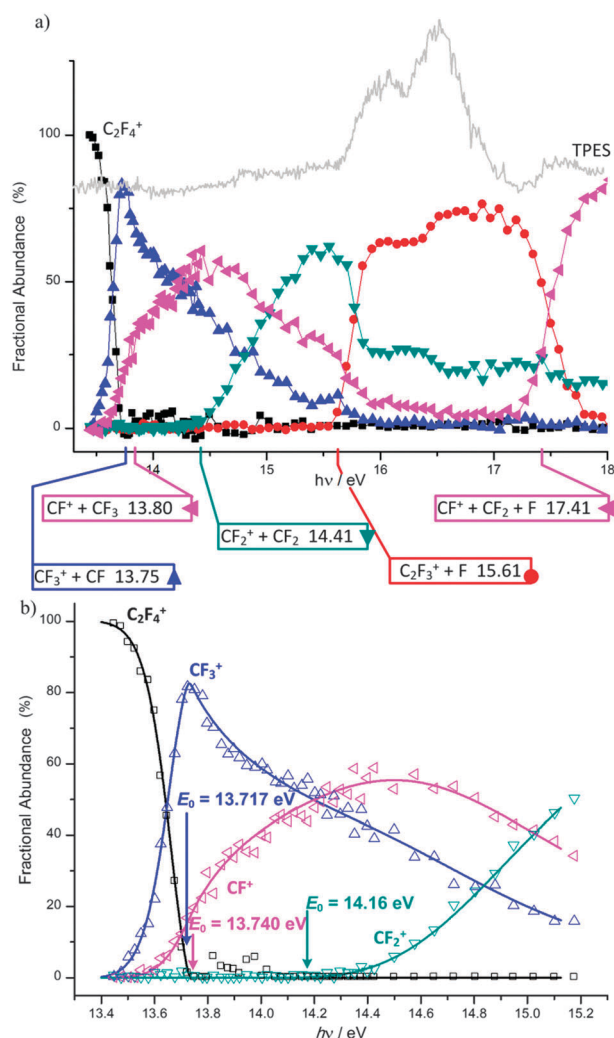 a)
C₂F₄⁺
TPES
100
50
0
Fractional Abundance (%)
14 15 16 17 18
hν / eV
CF⁺ + CF₃ 13.80
CF₂⁺ + CF₂ 14.41
CF⁺ + CF₂ + F 17.41
CF₃⁺ + CF 13.75
C₂F₃⁺ + F 15.61
b)
C₂F₄⁺
100
80
60
40
20
0
Fractional Abundance (%)
CF₃⁺
E₀ = 13.717 eV
CF⁺
E₀ = 14.16 eV
E₀ = 13.740 eV
CF₂⁺
13.4 13.6 13.8 14.0 14.2 14.4 14.6 14.8 15.0 15.2
hν / eV